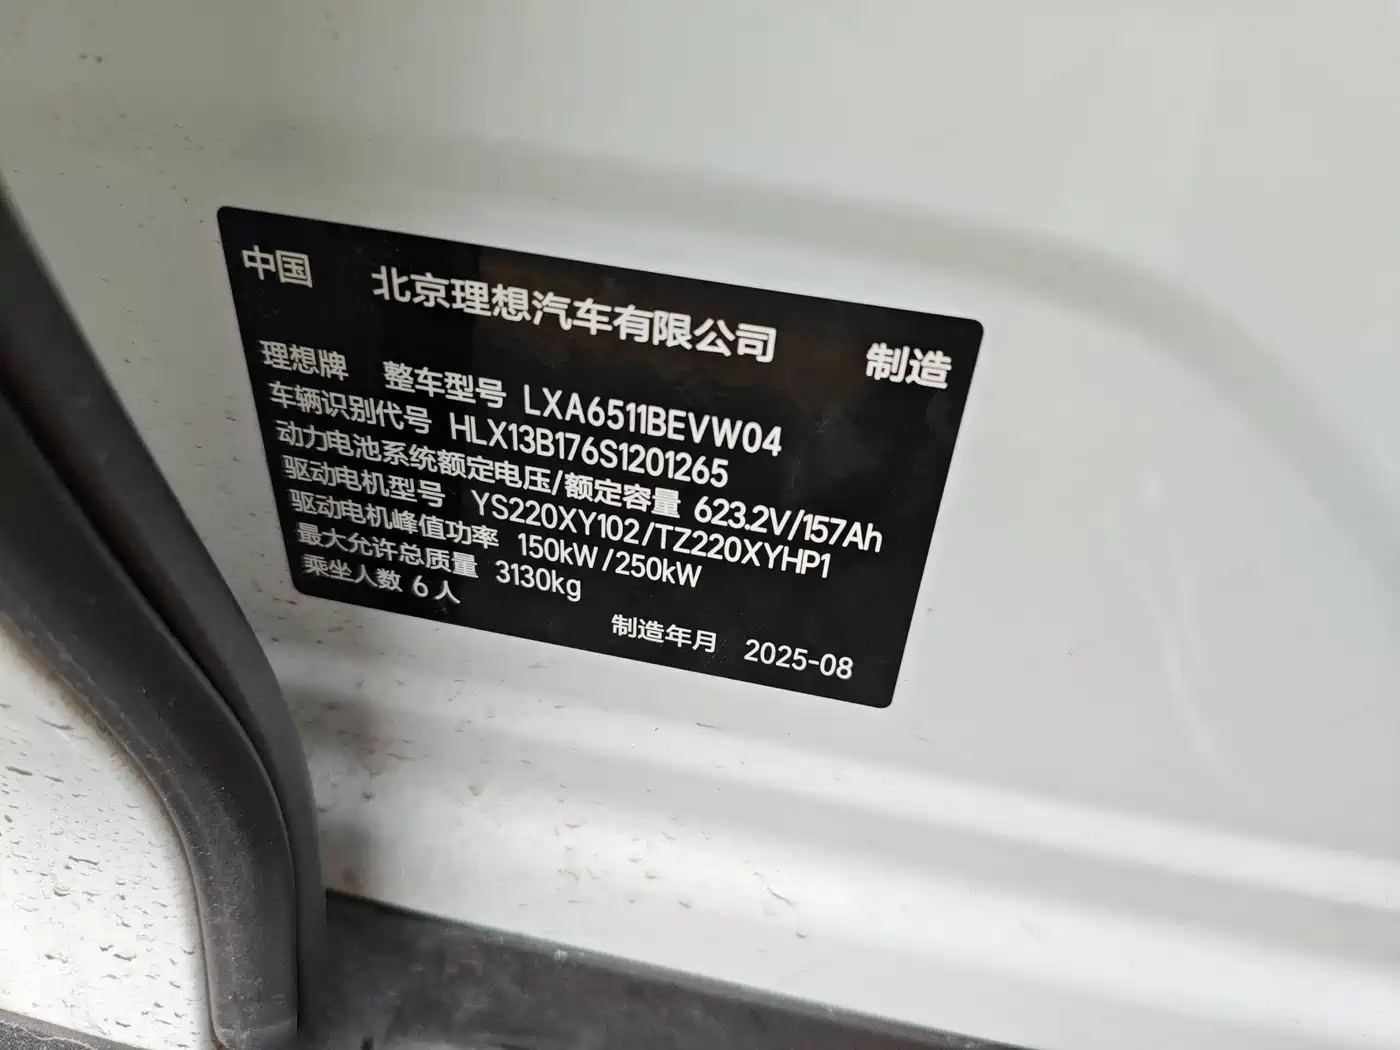 中国 北京理想汽车有限公司 制造
理想牌 整车型号 LXA6511BEVW04
车辆识别代号 HLX13B176S1201265
动力电池系统额定电压/额定容量 623.2V/157Ah
驱动电机型号 YS220XY102/TZ220XYHP1
驱动电机峰值功率 150kW/250kW
最大允许总质量 3130kg
乘坐人数 6人
制造年月 2025-08